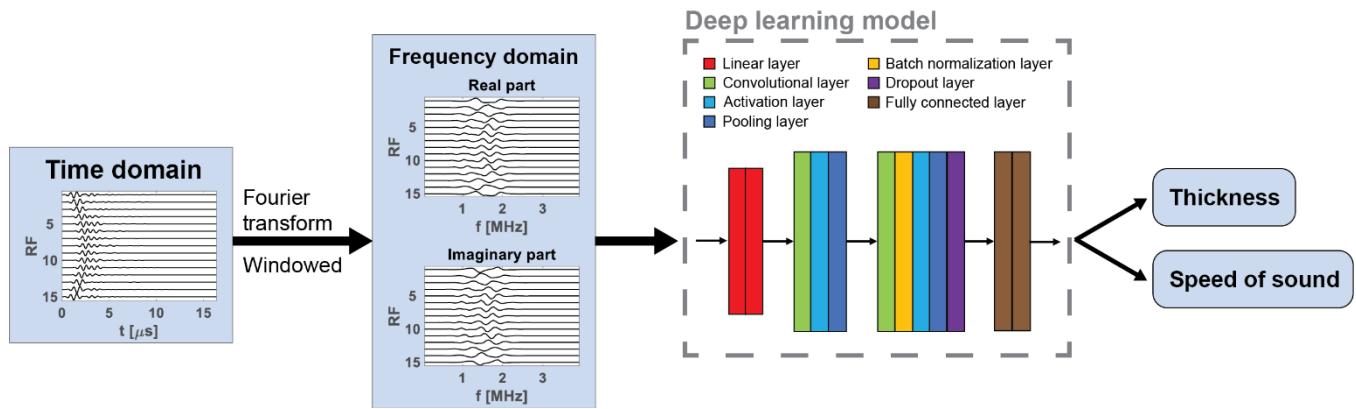 Time domain
RF
5
10
15
0
5
10
15
t [μs]
Fourier
transform
Windowed
Frequency domain
Real part
RF
5
10
15
1
2
3
f [MHz]
Imaginary part
RF
5
10
15
1
2
3
f [MHz]
Deep learning model
Linear layer
Convolutional layer
Activation layer
Pooling layer
Batch normalization layer
Dropout layer
Fully connected layer
Thickness
Speed of sound